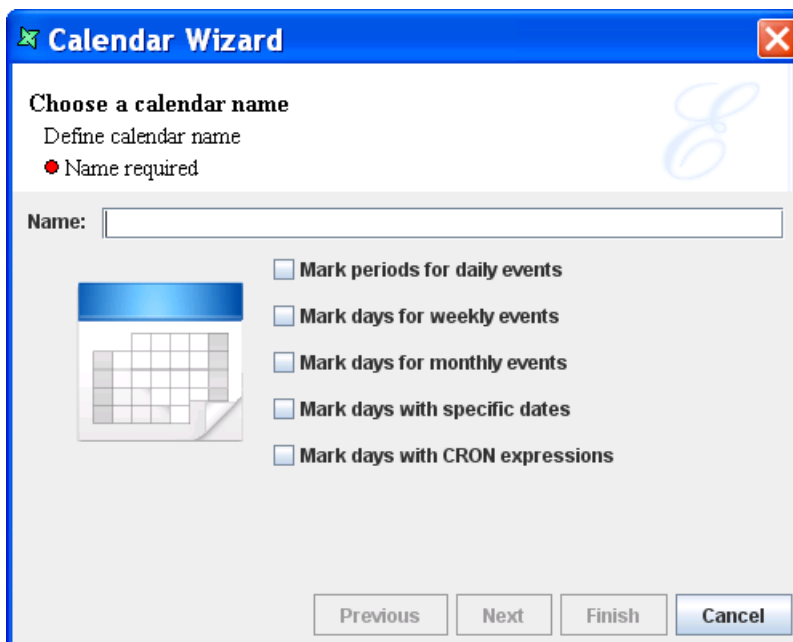 Calendar Wizard
Choose a calendar name
Define calendar name
Name required
Name:
Mark periods for daily events
Mark days for weekly events
Mark days for monthly events
Mark days with specific dates
Mark days with CRON expressions
Previous Next Finish Cancel